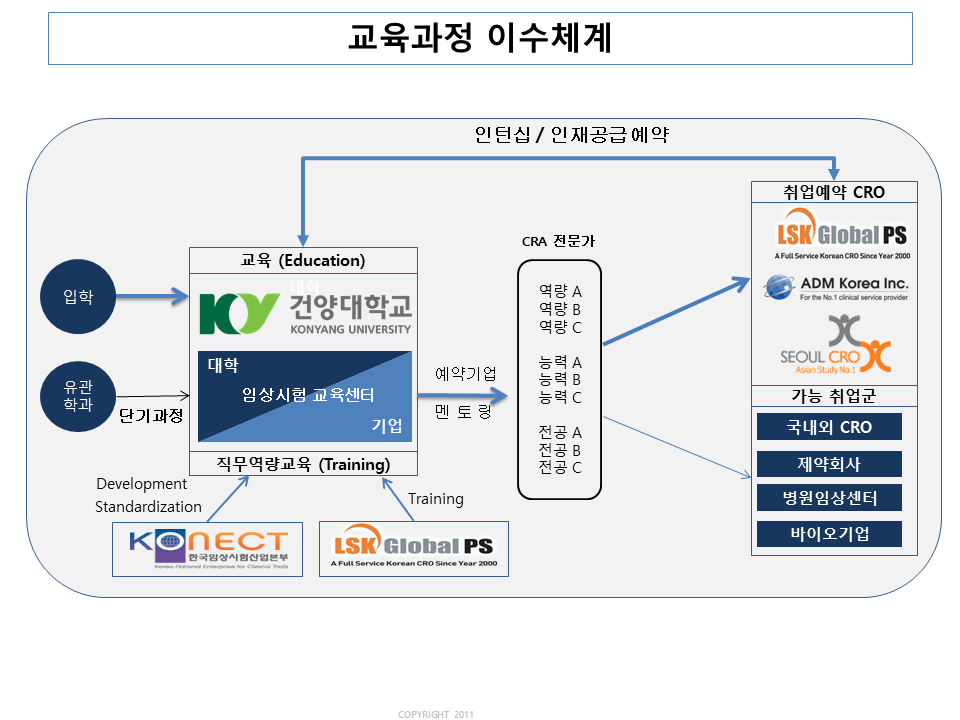 교육과정 이수체계
인턴십 / 인재공급예약
입학
유관
학과
단기과정
교육 (Education)
대학
건양대학교
KONYANG UNIVERSITY
대학
임상시험 교육센터
기업
직무역량교육 (Training)
Development
Standardization
KONECT
한국임상시험산업본부
Korea National Enterprise for Clinical Trials
Training
LSK Global PS
A Full Service Korean CRO Since Year 2000
예약기업
멘 토 링
CRA 전문가
역량 A
역량 B
역량 C
능력 A
능력 B
능력 C
전공 A
전공 B
전공 C
취업예약 CRO
LSK Global PS
A Full Service Korean CRO Since Year 2000
ADM Korea Inc.
For the No.1 clinical service provider
SEOUL CRO
Asian Study No.1
가능 취업군
국내외 CRO
제약회사
병원임상센터
바이오기업
COPYRIGHT 2011